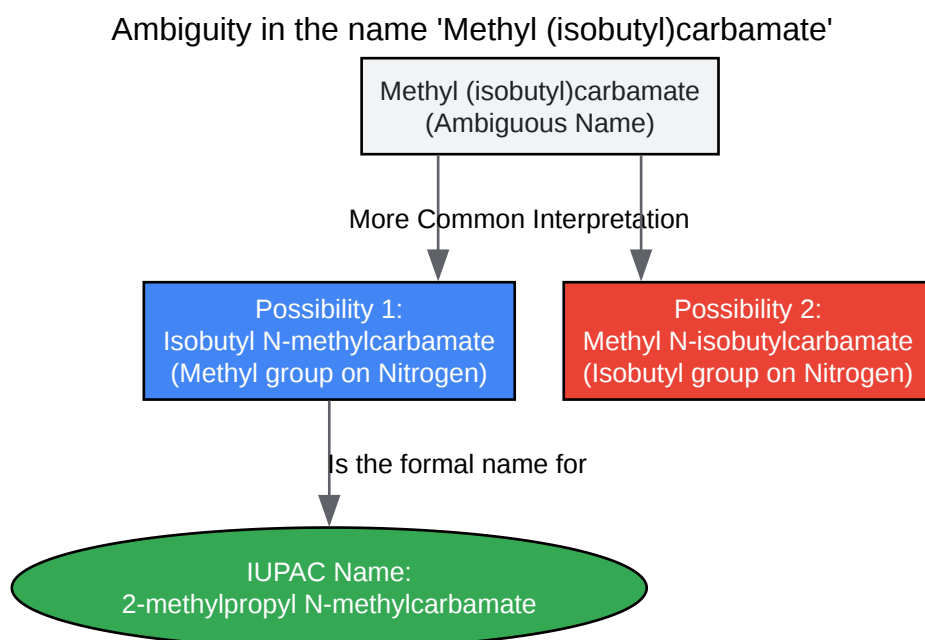 Ambiguity in the name 'Methyl (isobutyl)carbamate'
Methyl (isobutyl)carbamate
(Ambiguous Name)
More Common Interpretation
Possibility 1:
Isobutyl N-methylcarbamate
(Methyl group on Nitrogen)
Possibility 2:
Methyl N-isobutylcarbamate
(Isobutyl group on Nitrogen)
Is the formal name for
IUPAC Name:
2-methylpropyl N-methylcarbamate